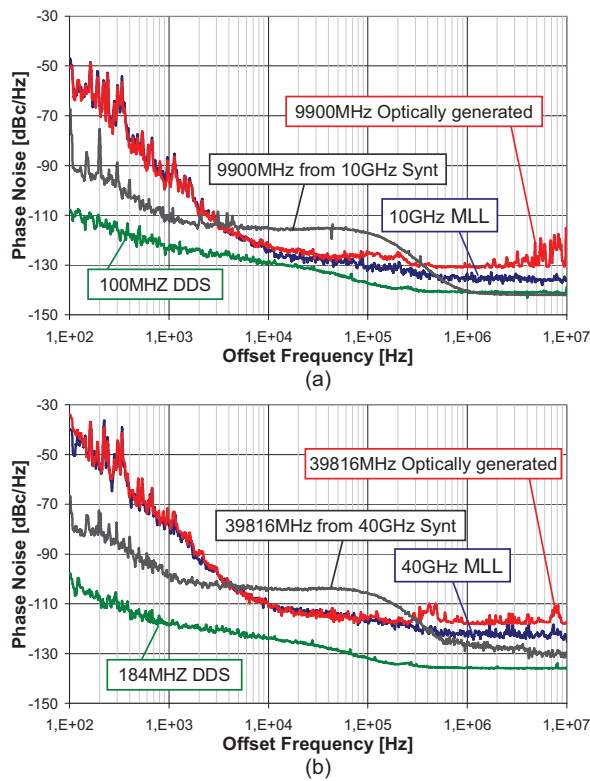 -30
-50
-70
-90
-110
-130
-150
Phase Noise [dBc/Hz]
9900MHz Optically generated
9900MHz from 10GHz Synt
10GHz MLL
100MHZ DDS
1,E+02 1,E+03 1,E+04 1,E+05 1,E+06 1,E+07
Offset Frequency [Hz]
(a)
-30
-50
-70
-90
-110
-130
-150
Phase Noise [dBc/Hz]
39816MHz Optically generated
39816MHz from 40GHz Synt
40GHz MLL
184MHZ DDS
1,E+02 1,E+03 1,E+04 1,E+05 1,E+06 1,E+07
Offset Frequency [Hz]
(b)